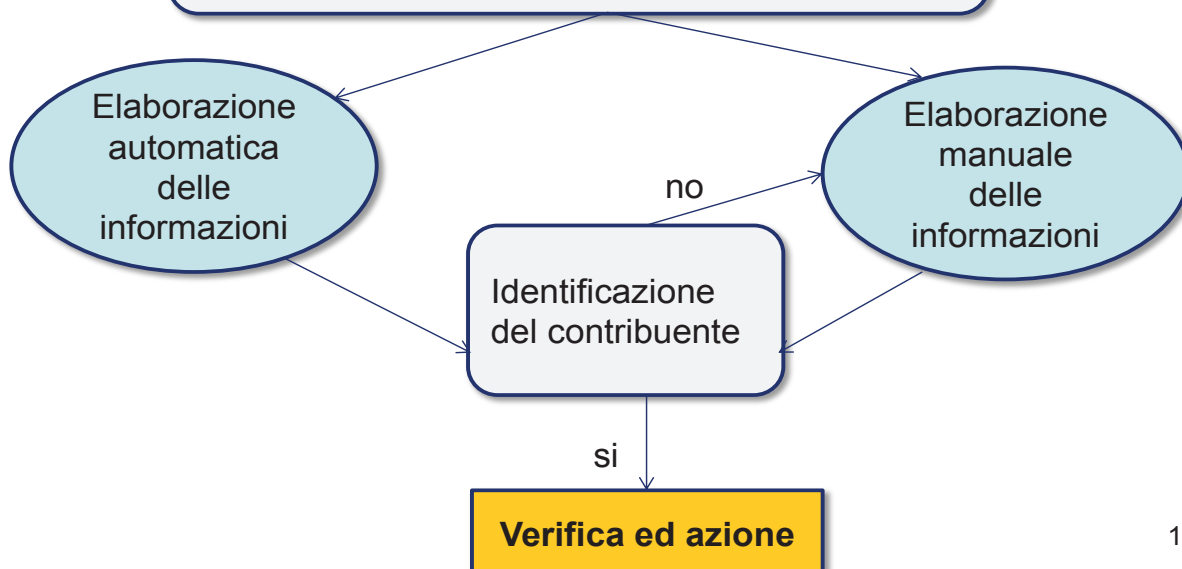 Elaborazione
automatica
delle
informazioni
Elaborazione
manuale
delle
informazioni
no
Identificazione
del contribuente
si
Verifica ed azione
1